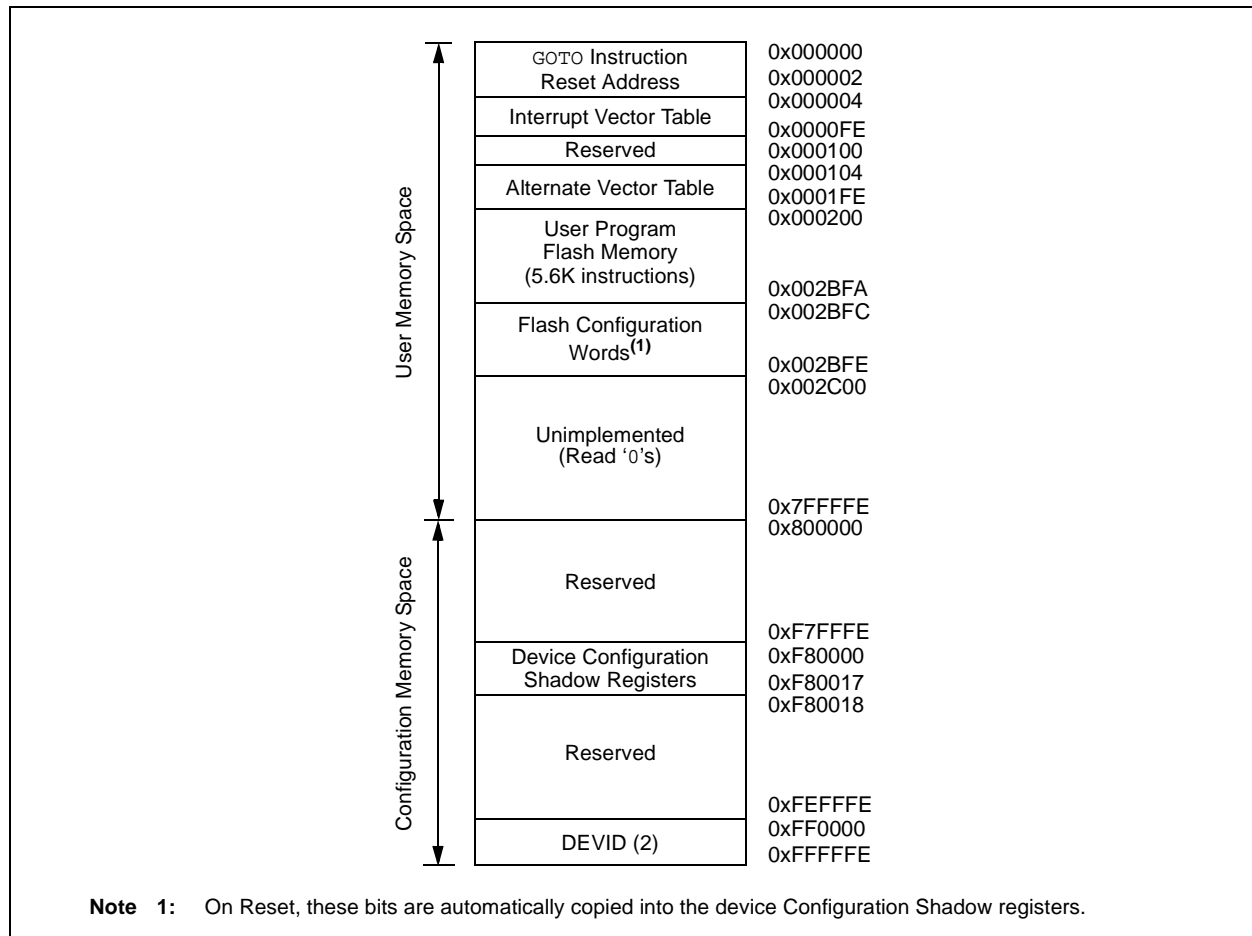 GOTO Instruction
Reset Address
0x000000
0x000002
Interrupt Vector Table
0x000004
0x0000FE
Reserved
0x000100
Alternate Vector Table
0x000104
0x0001FE
User Program
Flash Memory
(5.6K instructions)
0x000200
0x002BFA
Flash Configuration
Words(1)
0x002BFC
0x002BFE
Unimplemented
(Read ‘0’s)
0x002C00
0x7FFFFE
User Memory Space
Reserved
0x800000
0xF7FFFE
Device Configuration
Shadow Registers
0xF80000
0xF80017
Reserved
0xF80018
0xFEFFFE
DEVID (2)
0xFF0000
0xFFFFFE
Configuration Memory Space
Note 1: On Reset, these bits are automatically copied into the device Configuration Shadow registers.